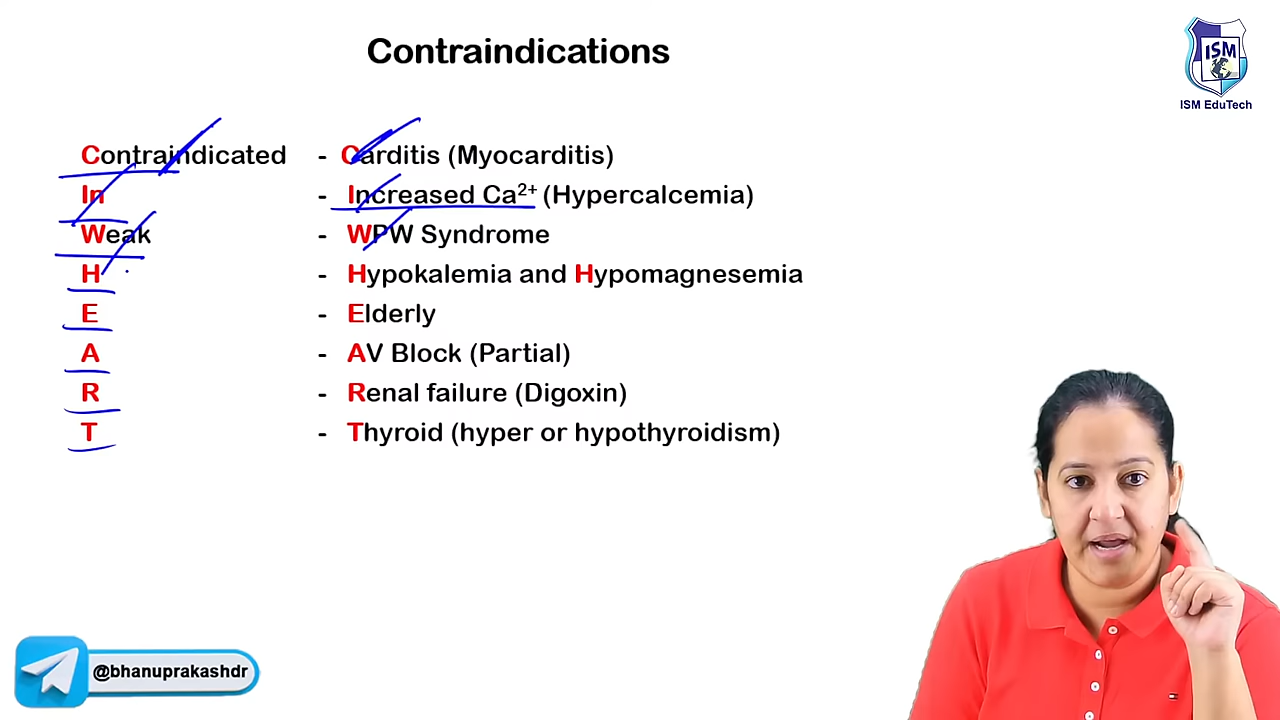 Contraindications
ISM
ISM EduTech
Contraindicated - Carditis (Myocarditis)
In - Increased Ca²⁺ (Hypercalcemia)
Weak - WPW Syndrome
H - Hypokalemia and Hypomagnesemia
E - Elderly
A - AV Block (Partial)
R - Renal failure (Digoxin)
T - Thyroid (hyper or hypothyroidism)
@bhanuprakashdr